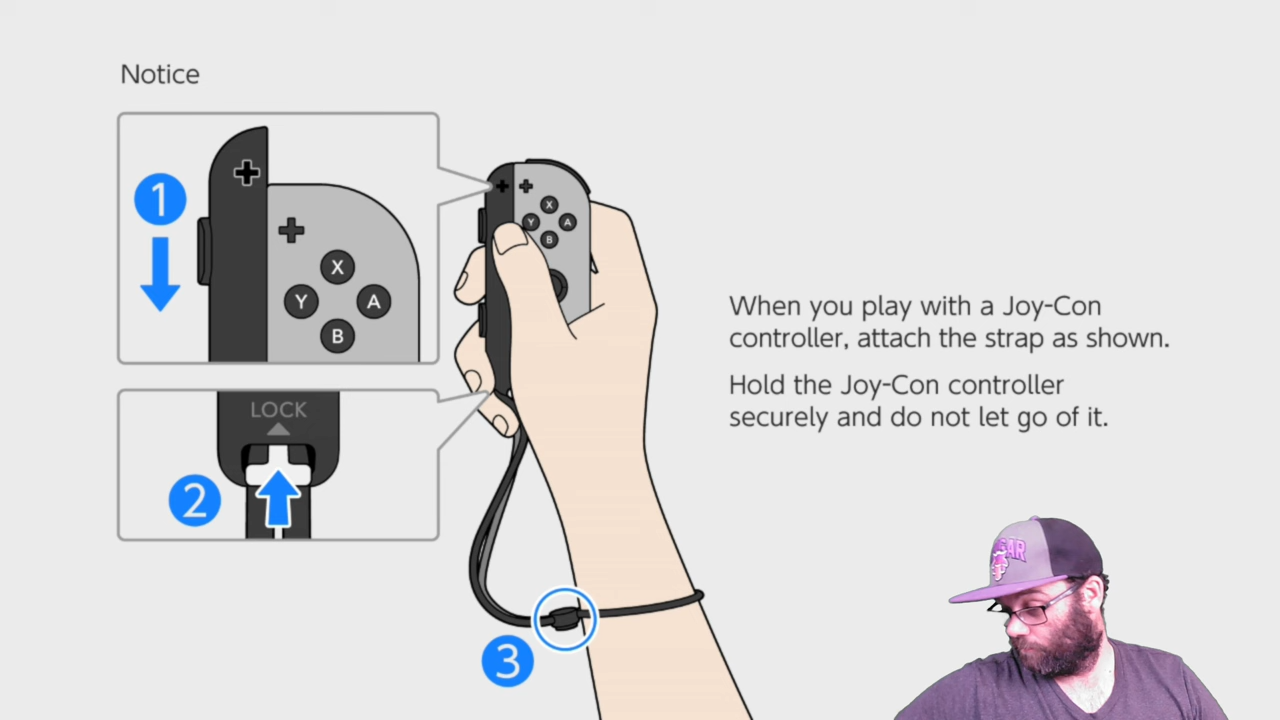 Notice
1
X
Y
A
B
X
Y
A
B
LOCK
2
3
When you play with a Joy-Con
controller, attach the strap as shown.
Hold the Joy-Con controller
securely and do not let go of it.